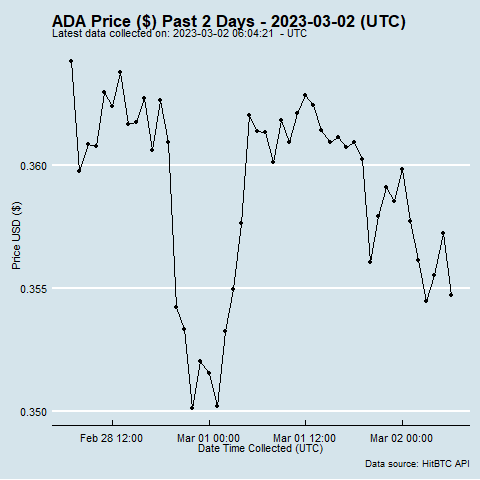 ADA Price ($) Past 2 Days - 2023-03-02 (UTC)
Latest data collected on: 2023-03-02 06:04:21 - UTC
0.360
0.355
0.350
Price USD ($)
Feb 28 12:00 Mar 01 00:00 Mar 01 12:00 Mar 02 00:00
Date Time Collected (UTC)
Data source: HitBTC API